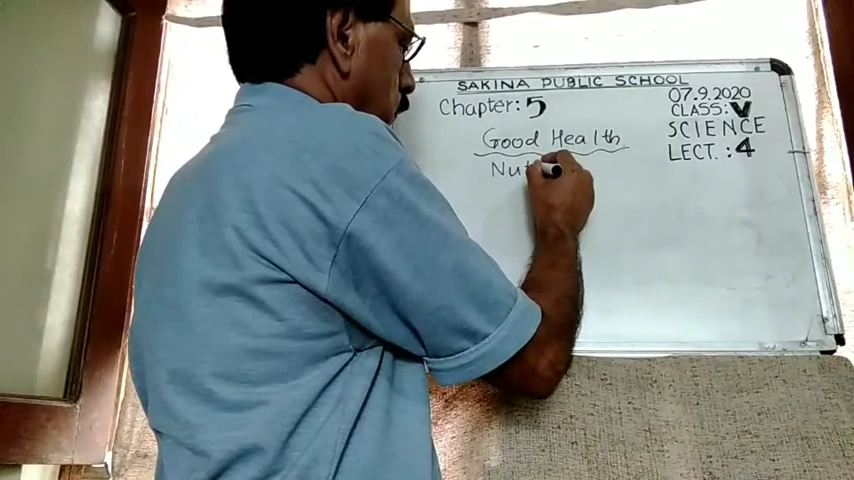 SAKINA PUBLIC SCHOOL
Chapter: 5
07.9.2020
CLASS: V
Good Health
SCIENCE
LECT. : 4
Nut